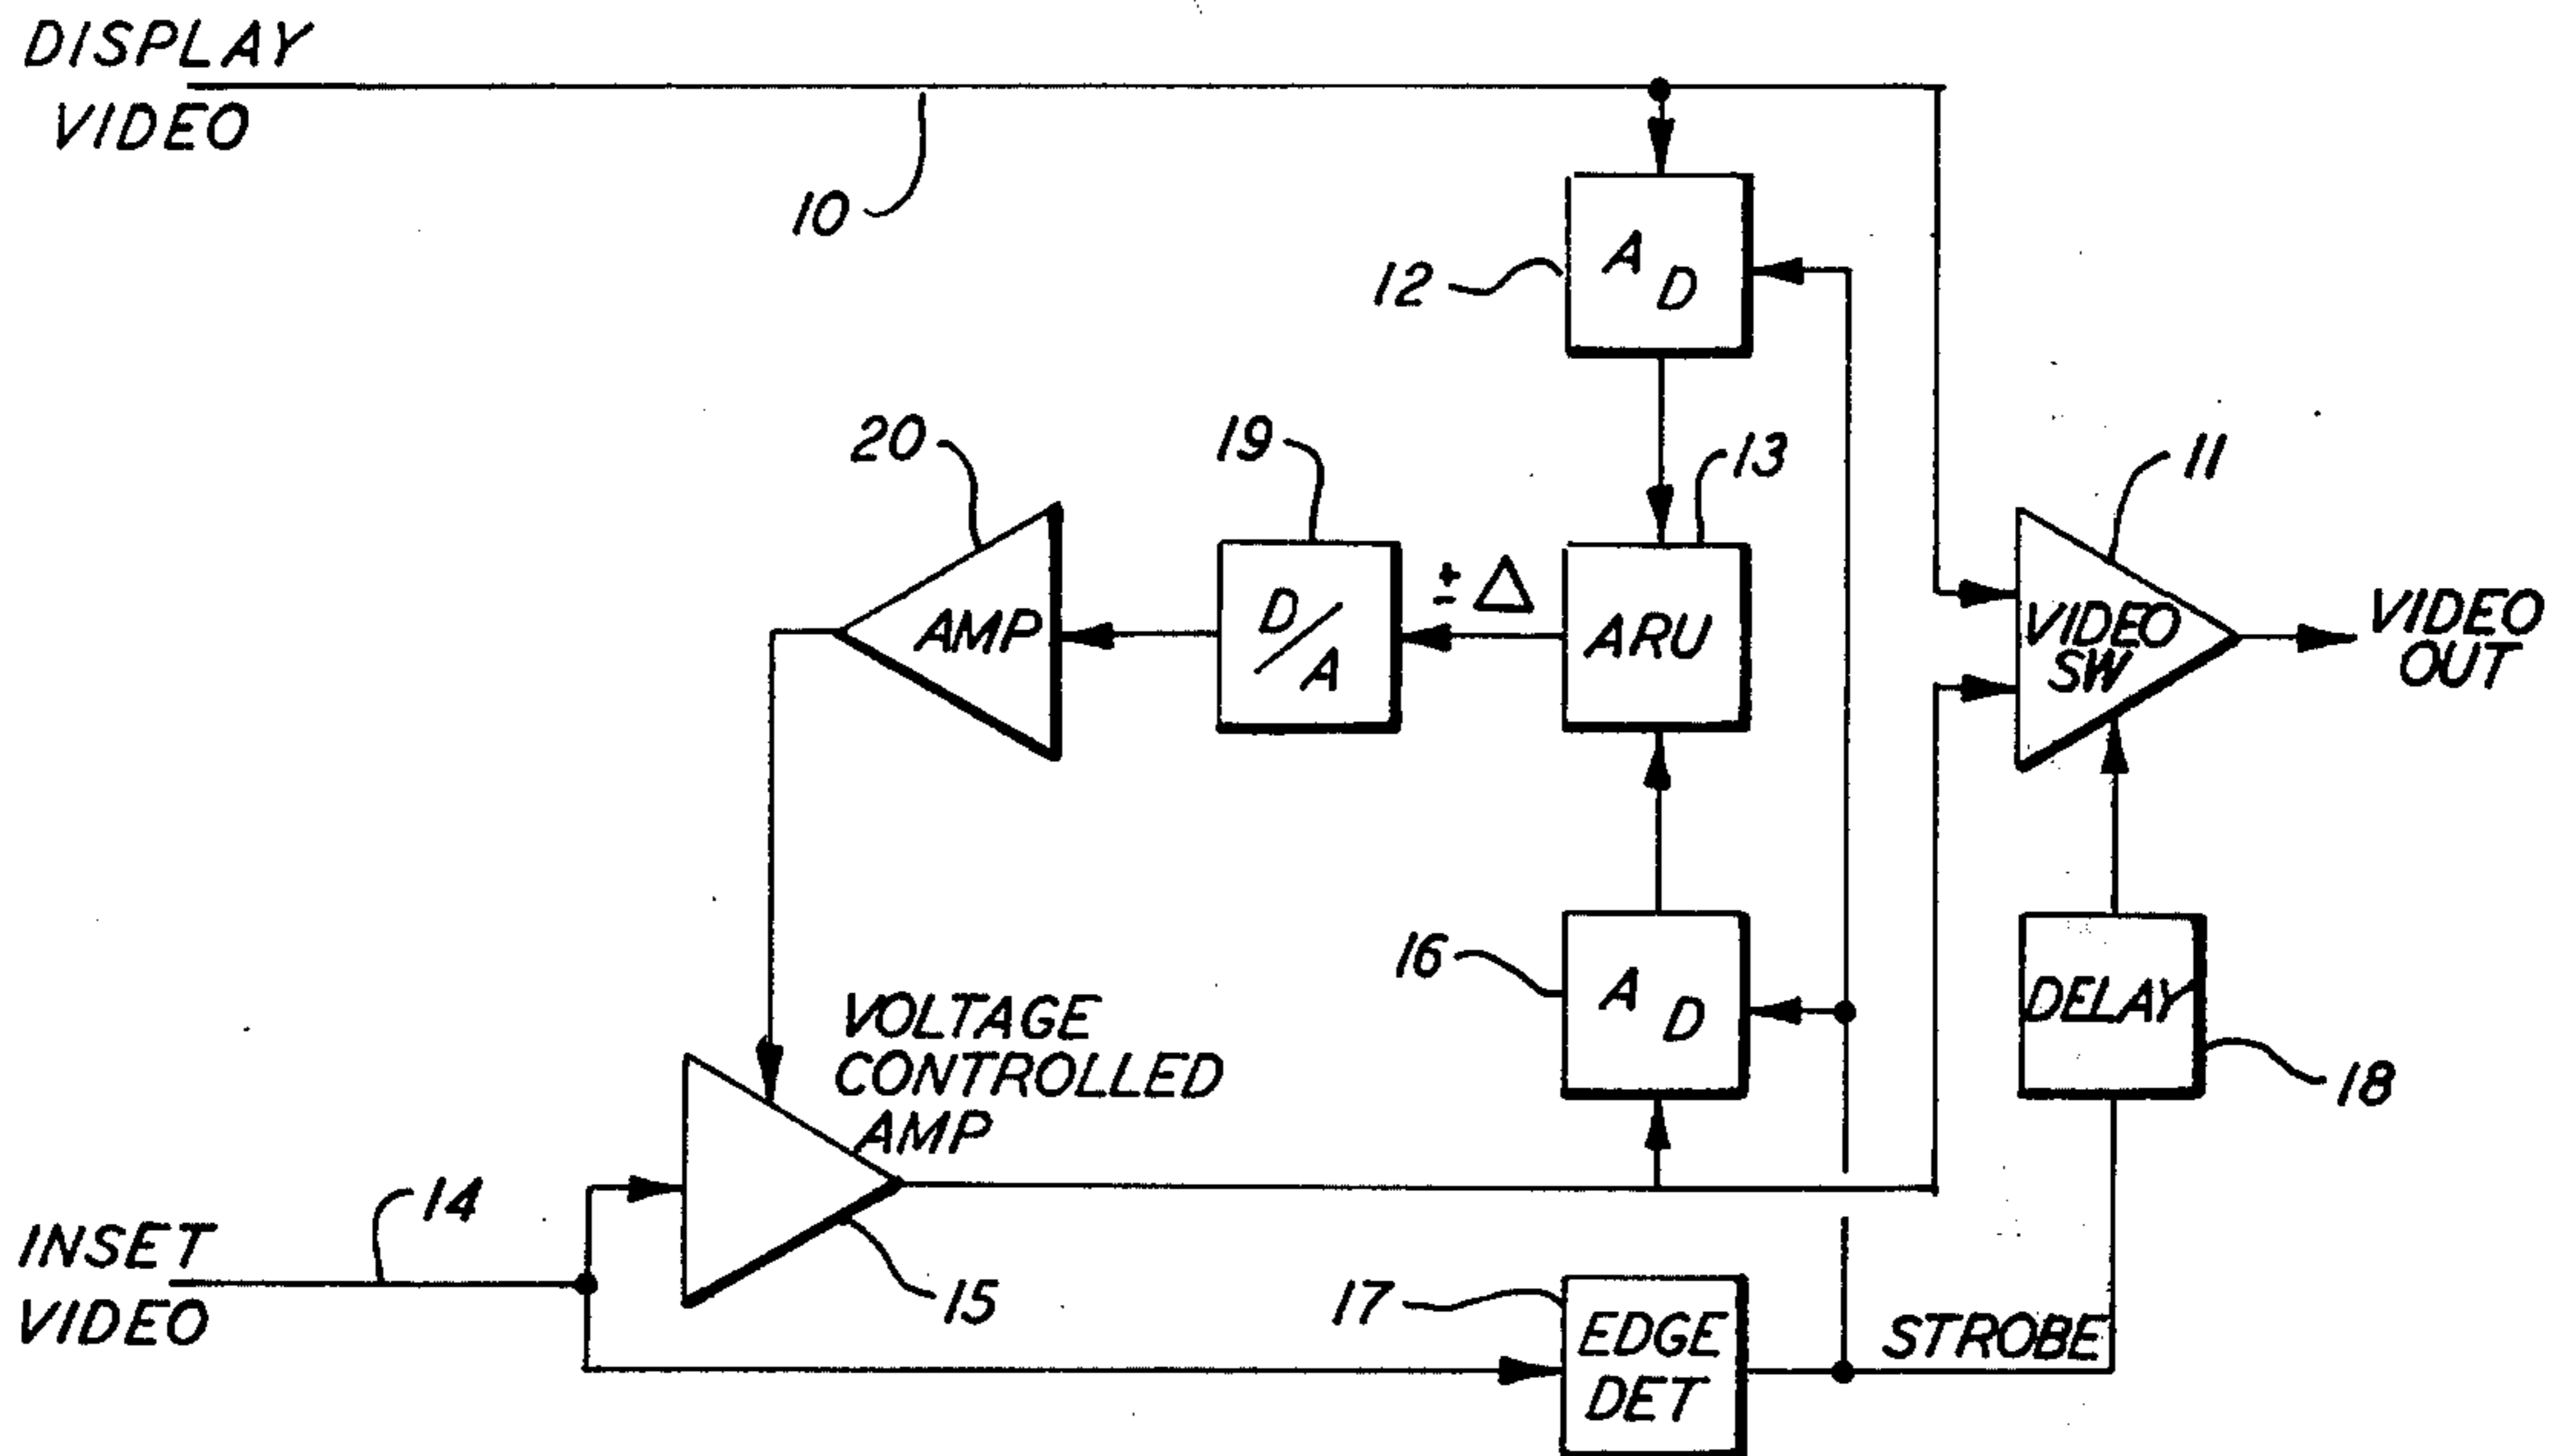 DISPLAY
VIDEO
10
A D
12
20
19
13
11
AMP
D/A
± Δ
ARU
VIDEO
SW
VIDEO
OUT
16
A D
DELAY
18
VOLTAGE
CONTROLLED
AMP
14
INSET
VIDEO
15
17
EDGE
DET
STROBE